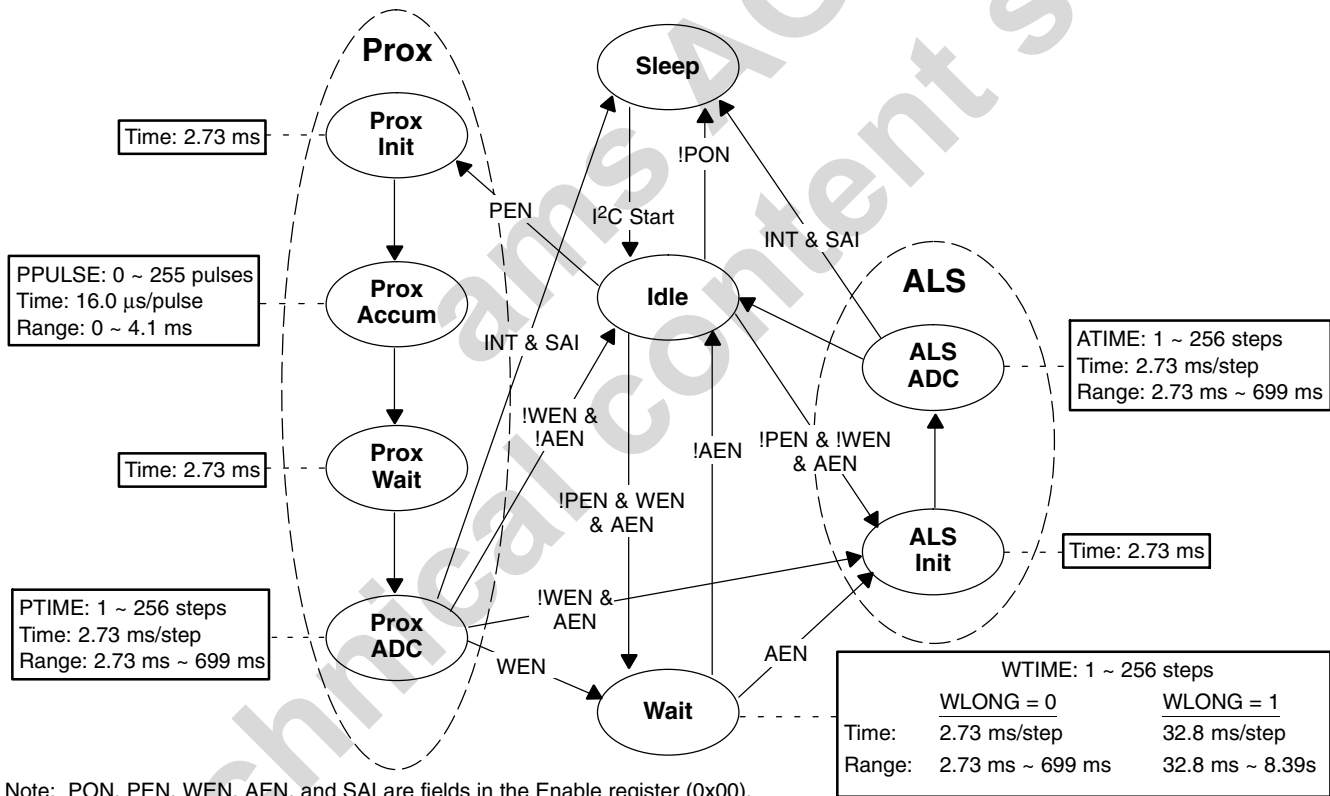 Prox
Sleep
Prox
Init
Time: 2.73 ms
!PON
PEN
I²C Start
INT & SAI
PPULSE: 0 ~ 255 pulses
Time: 16.0 μs/pulse
Range: 0 ~ 4.1 ms
Prox
Accum
Idle
ALS
INT & SAI
ALS
ADC
ATIME: 1 ~ 256 steps
Time: 2.73 ms/step
Range: 2.73 ms ~ 699 ms
!WEN &
!AEN
!AEN
!PEN & !WEN
& AEN
Prox
Wait
Time: 2.73 ms
!PEN & WEN
& AEN
ALS
Init
Time: 2.73 ms
PTIME: 1 ~ 256 steps
Time: 2.73 ms/step
Range: 2.73 ms ~ 699 ms
Prox
ADC
!WEN &
AEN
WEN
AEN
Wait
WTIME: 1 ~ 256 steps
WLONG = 0 WLONG = 1
Time: 2.73 ms/step 32.8 ms/step
Range: 2.73 ms ~ 699 ms 32.8 ms ~ 8.39s
Note: PON, PEN, WEN, AEN, and SAI are fields in the Enable register (0x00).
ams AG
chnical content s